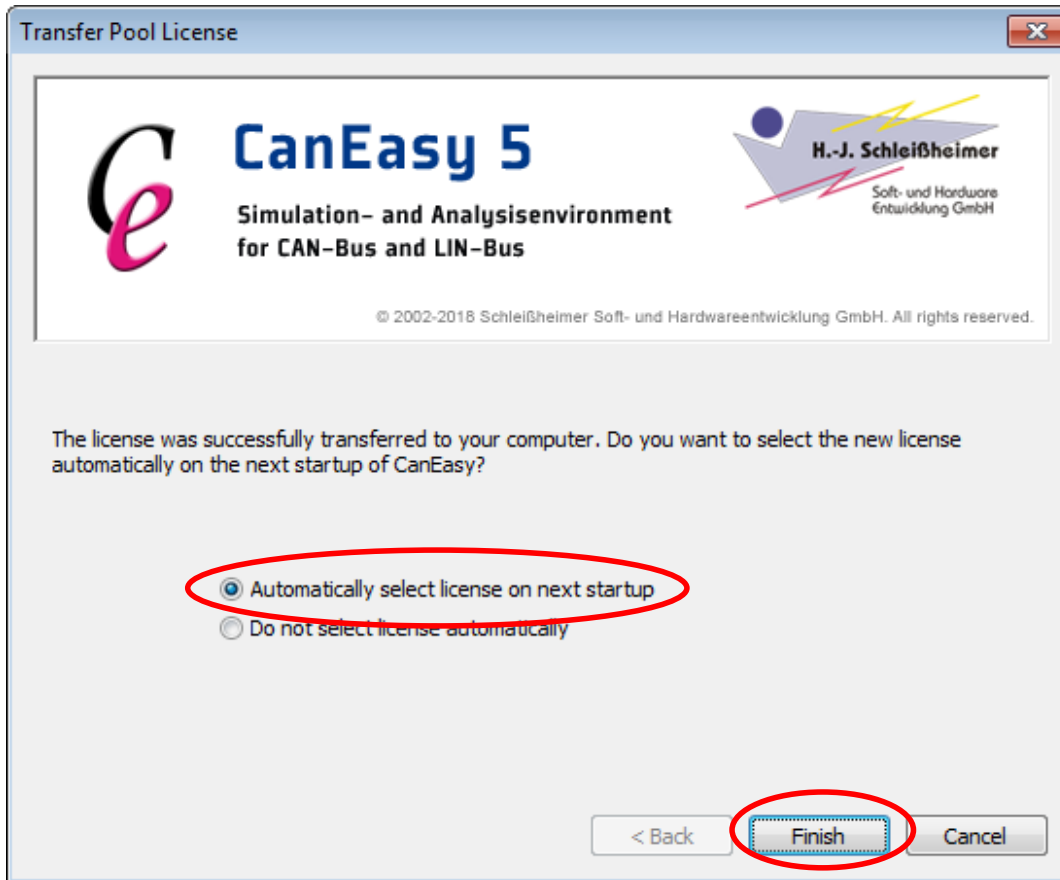 Transfer Pool License
Ce
CanEasy 5
Simulation- and Analysisenvironment
for CAN-Bus and LIN-Bus
H.-J. Schleißheimer
Soft- und Hardware
Entwicklung GmbH
© 2002-2018 Schleißheimer Soft- und Hardwareentwicklung GmbH. All rights reserved.
The license was successfully transferred to your computer. Do you want to select the new license
automatically on the next startup of CanEasy?
Automatically select license on next startup
Do not select license automatically
< Back
Finish
Cancel